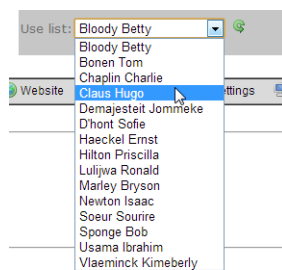 Use list: Bloody Betty
Bloody Betty
Bonen Tom
Chaplin Charlie
Website Claus Hugo ttings
Demajesteit Jommeke
D'hont Sofie
Haeckel Ernst
Hilton Priscilla
Lulijwa Ronald
Marley Bryson
Newton Isaac
Soeur Sourire
Sponge Bob
Usama Ibrahim
Vlaeminck Kimeberly